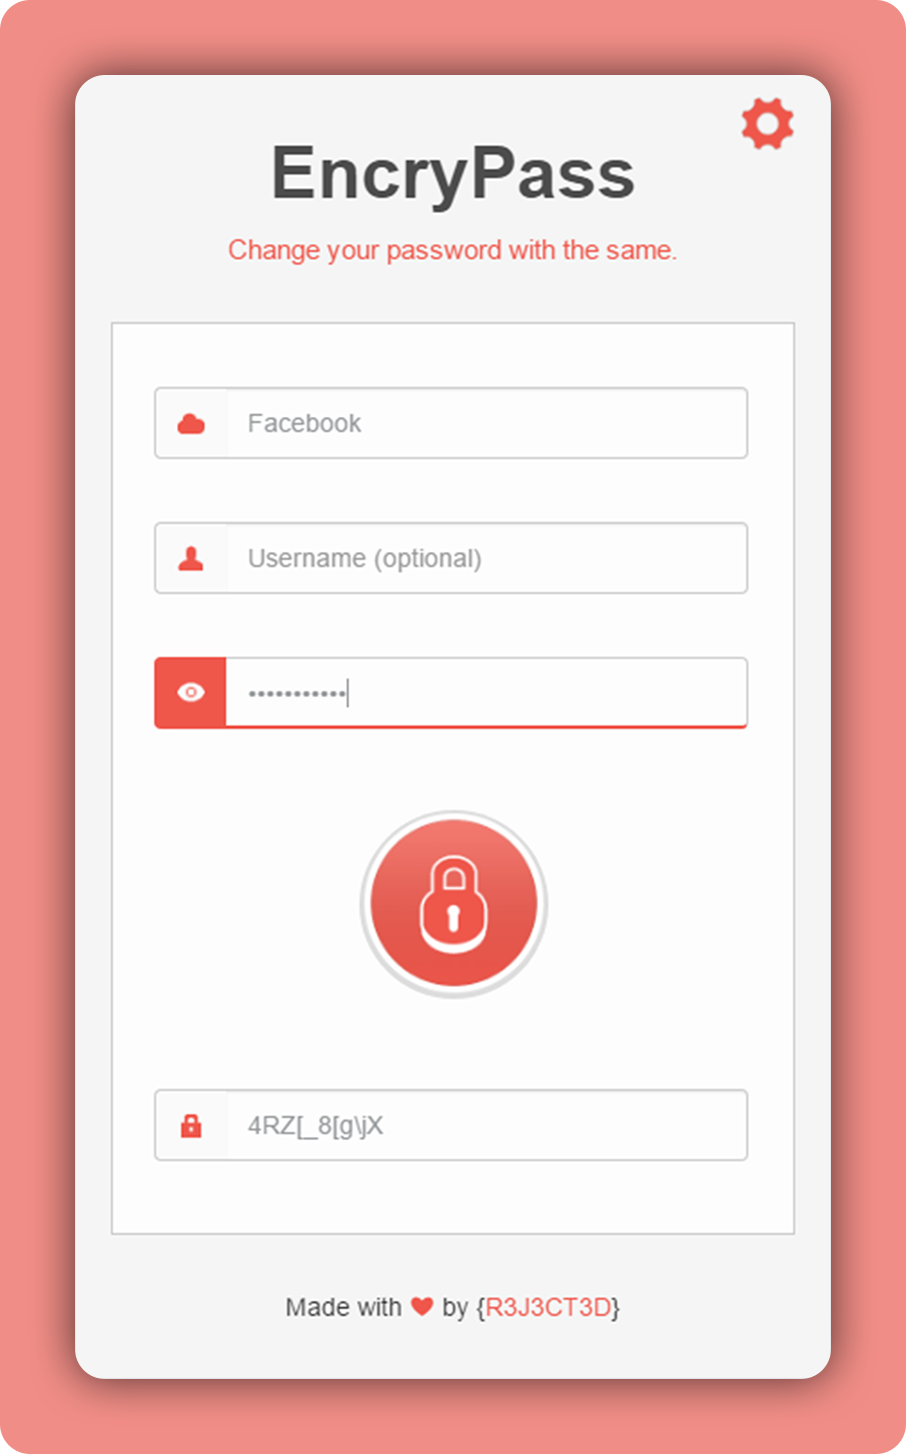 EncryPass
Change your password with the same.
Facebook
Username (optional)
•••••••••••
4RZ[_8[g\jX
Made with ♥ by {R3J3CT3D}